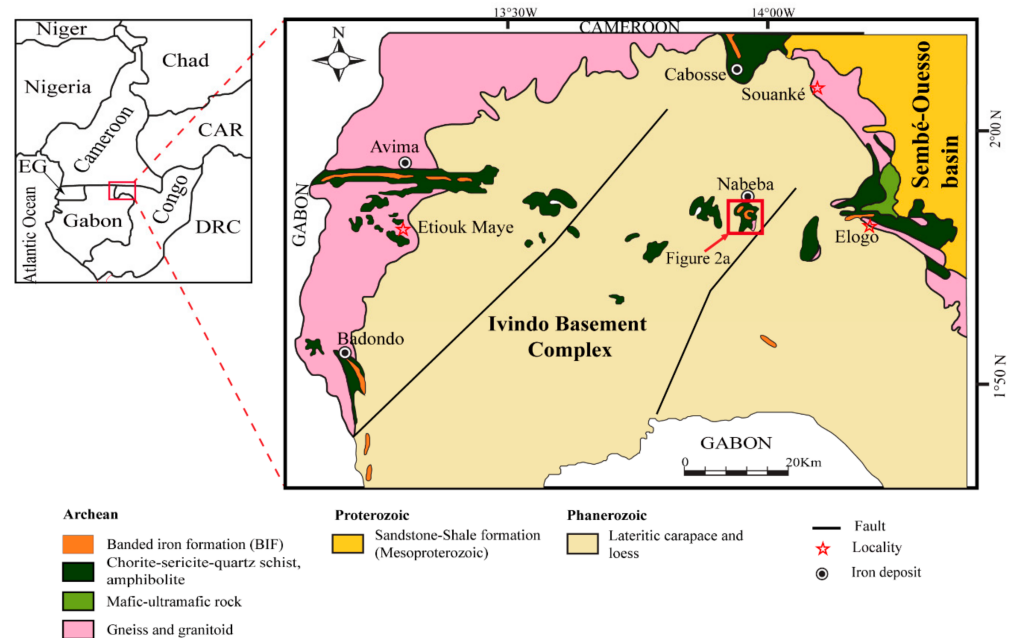 Niger
Chad
Nigeria
CAR
Cameroon
EG
Gabon
Congo
DRC
Atlantic Ocean
13°30W
14°00W
CAMEROON
N
Cabosse
Souanké
2°00N
Sembé-Ouesso
basin
Avima
GABON
Nabeba
Etiouk Maye
Elogo
Figure 2a
Ivindo Basement
Complex
Badondo
1°50N
GABON
0
20Km
Archean
Banded iron formation (BIF)
Chorite-sericite-quartz schist,
amphibolite
Mafic-ultramafic rock
Gneiss and granitoid
Proterozoic
Sandstone-Shale formation
(Mesoproterozoic)
Phanerozoic
Lateritic carapace and
loess
Fault
Locality
Iron deposit